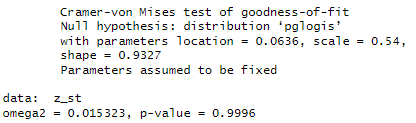 Cramer-von Mises test of goodness-of-fit
Null hypothesis: distribution ‘pglogis’
with parameters location = 0.0636, scale = 0.54,
shape = 0.9327
Parameters assumed to be fixed
data:  z_st
omega2 = 0.015323, p-value = 0.9996